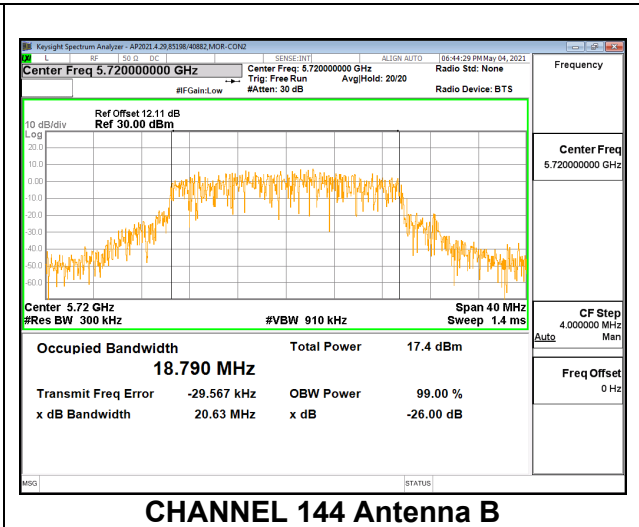 Keysight Spectrum Analyzer - AP2021.4.29,85198/40882,MOR-CON2
L RF 50 Ω DC SENSE:INT ALIGN AUTO 06:44:29 PM May 04, 2021
Center Freq 5.720000000 GHz
Center Freq: 5.720000000 GHz
Radio Std: None
Trig: Free Run Avg|Hold: 20/20
#IFGain:Low #Atten: 30 dB Radio Device: BTS
Frequency
Ref Offset 12.11 dB
10 dB/div Ref 30.00 dBm
Log
20.0
10.0
0.00
-10.0
-20.0
-30.0
-40.0
-50.0
-60.0
Center Freq
5.720000000 GHz
Center 5.72 GHz Span 40 MHz
#Res BW 300 kHz #VBW 910 kHz Sweep 1.4 ms
CF Step
4.000000 MHz
Auto Man
Occupied Bandwidth Total Power 17.4 dBm
18.790 MHz
Transmit Freq Error -29.567 kHz OBW Power 99.00 %
x dB Bandwidth 20.63 MHz x dB -26.00 dB
Freq Offset
0 Hz
MSG STATUS
CHANNEL 144 Antenna B